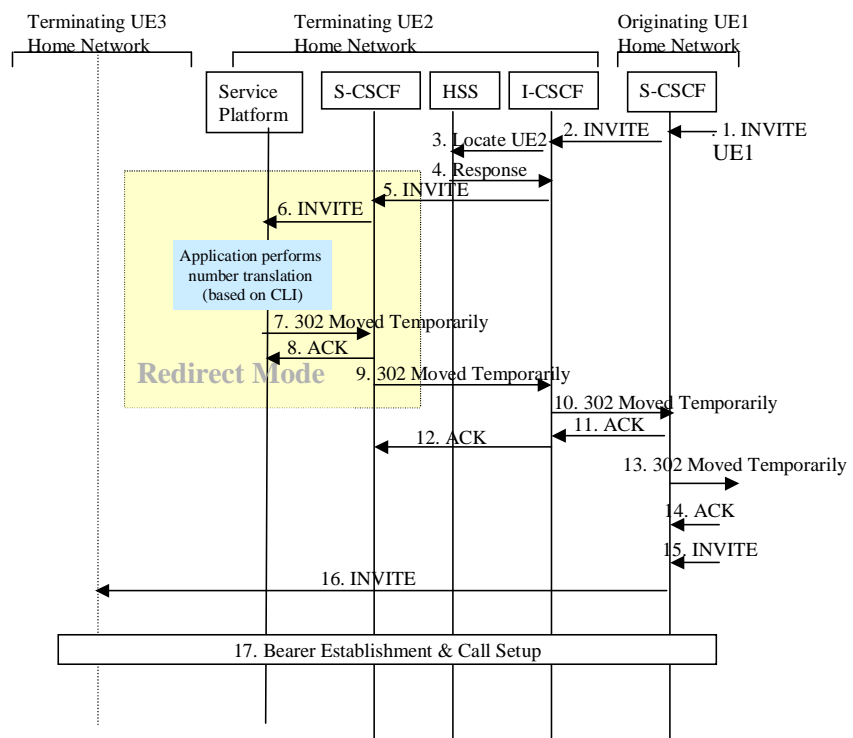 Terminating UE3
Home Network
Terminating UE2
Home Network
Originating UE1
Home Network
Service
Platform
S-CSCF
HSS
I-CSCF
S-CSCF
1. INVITE
UE1
2. INVITE
3. Locate UE2
4. Response
5. INVITE
6. INVITE
Application performs
number translation
(based on CLI)
7. 302 Moved Temporarily
8. ACK
Redirect Mode
9. 302 Moved Temporarily
10. 302 Moved Temporarily
11. ACK
12. ACK
13. 302 Moved Temporarily
14. ACK
15. INVITE
16. INVITE
17. Bearer Establishment & Call Setup